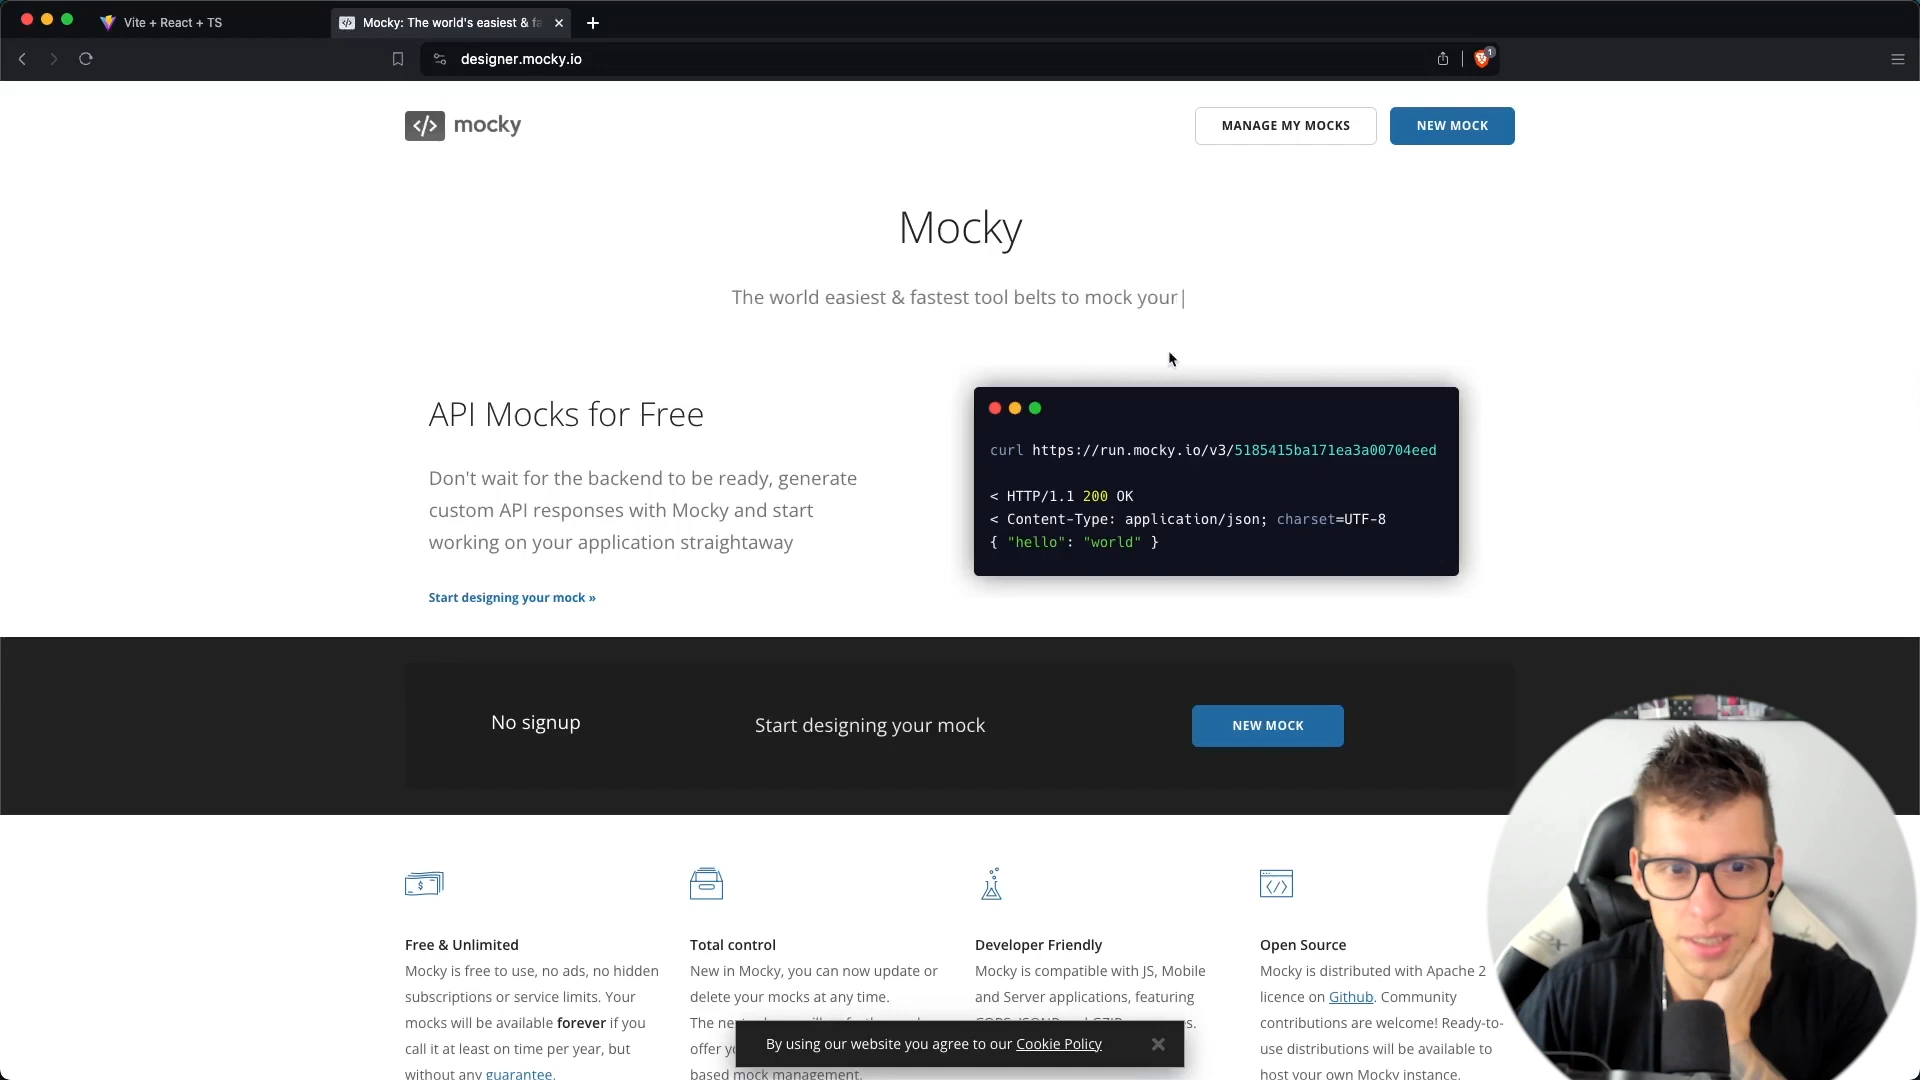 Vite + React + TS
Mocky: The world's easiest & fa
designer.mocky.io
1
mocky
MANAGE MY MOCKS
NEW MOCK
Mocky
The world easiest & fastest tool belts to mock your|
API Mocks for Free
Don't wait for the backend to be ready, generate
custom API responses with Mocky and start
working on your application straightaway
Start designing your mock »
curl https://run.mocky.io/v3/5185415ba171ea3a00704eed
< HTTP/1.1 200 OK
< Content-Type: application/json; charset=UTF-8
{ "hello": "world" }
No signup
Start designing your mock
NEW MOCK
Free & Unlimited
Mocky is free to use, no ads, no hidden
subscriptions or service limits. Your
mocks will be available forever if you
call it at least on time per year, but
without any guarantee.
Total control
New in Mocky, you can now update or
delete your mocks at any time.
offer
based mock management.
Developer Friendly
Mocky is compatible with JS, Mobile
and Server applications, featuring
Open Source
Mocky is distributed with Apache 2
licence on Github. Community
contributions are welcome! Ready-to-
use distributions will be available to
host your own Mocky instance.
By using our website you agree to our Cookie Policy